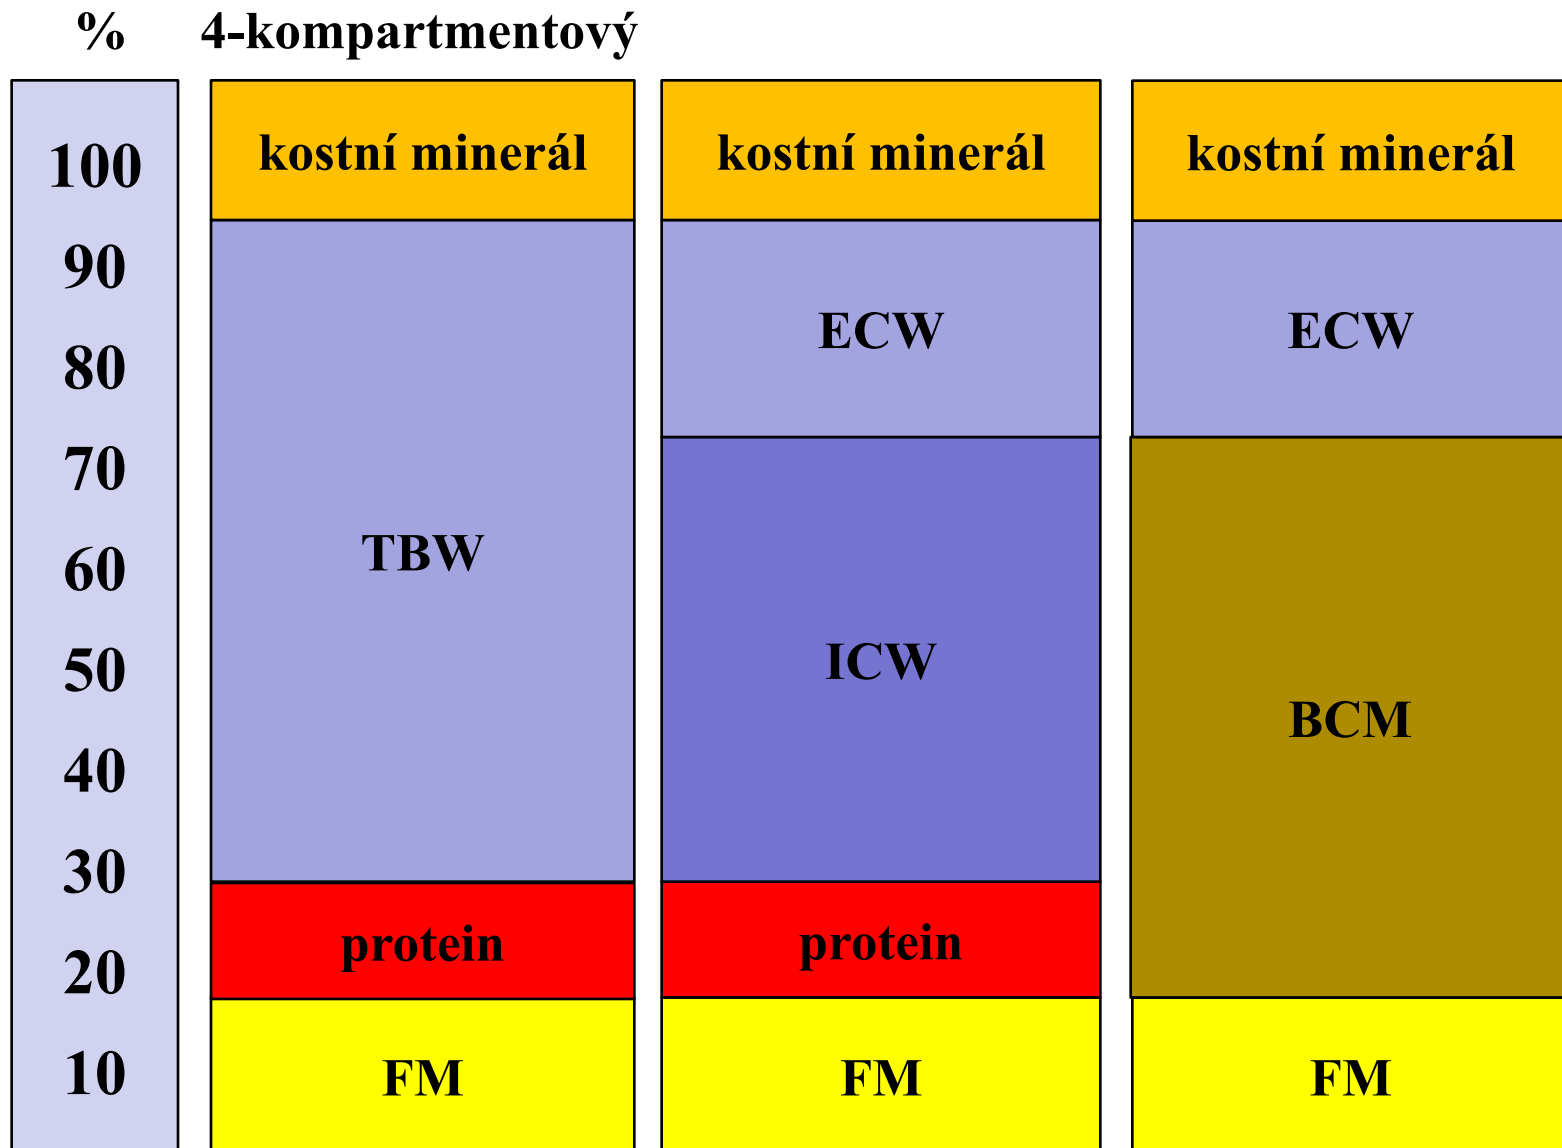 % 4-kompartmentový
100
90
80
70
60
50
40
30
20
10
kostní minerál
TBW
protein
FM
kostní minerál
ECW
ICW
protein
FM
kostní minerál
ECW
BCM
FM